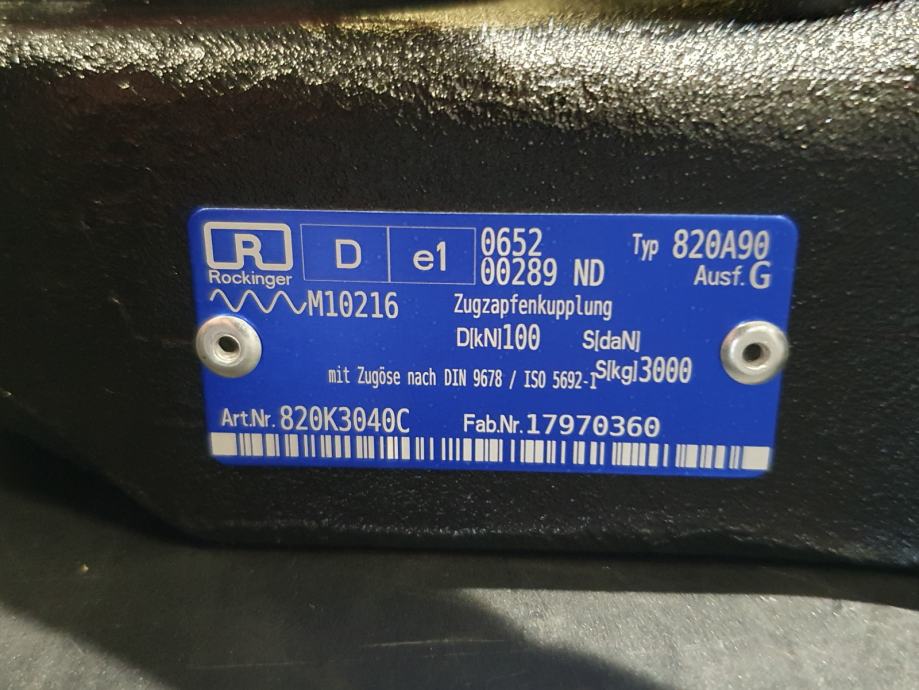 R
Rockinger
D
e1
0652
00289 ND
Typ 820A90
Ausf. G
M10216
Zugzapfenkupplung
D[kN]100 S[daN]
mit Zugöse nach DIN 9678 / ISO 5692-1 S[kg]3000
Art.Nr. 820K3040C Fab.Nr. 17970360